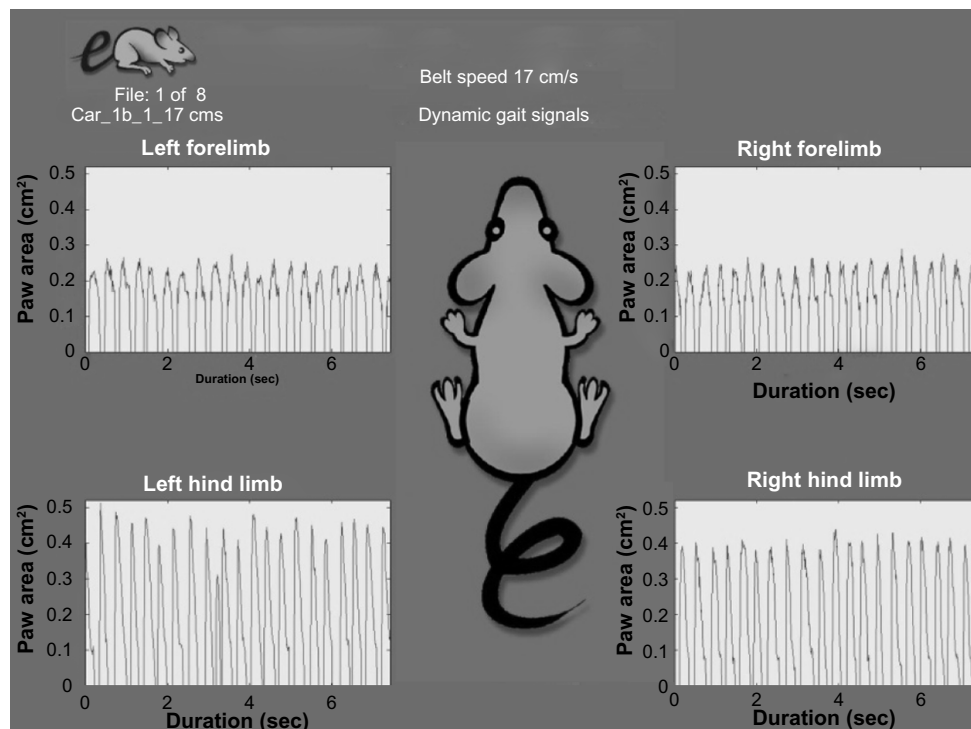 e
File: 1 of 8
Car_1b_1_17 cms
Belt speed 17 cm/s
Dynamic gait signals
Left forelimb
Paw area (cm²)
0.5
0.4
0.3
0.2
0.1
0
0 2 4 6
Duration (sec)
Right forelimb
Paw area (cm²)
0.5
0.4
0.3
0.2
0.1
0
0 2 4 6
Duration (sec)
Left hind limb
Paw area (cm²)
0.5
0.4
0.3
0.2
0.1
0
0 2 4 6
Duration (sec)
Right hind limb
Paw area (cm²)
0.5
0.4
0.3
0.2
0.1
0
0 2 4 6
Duration (sec)